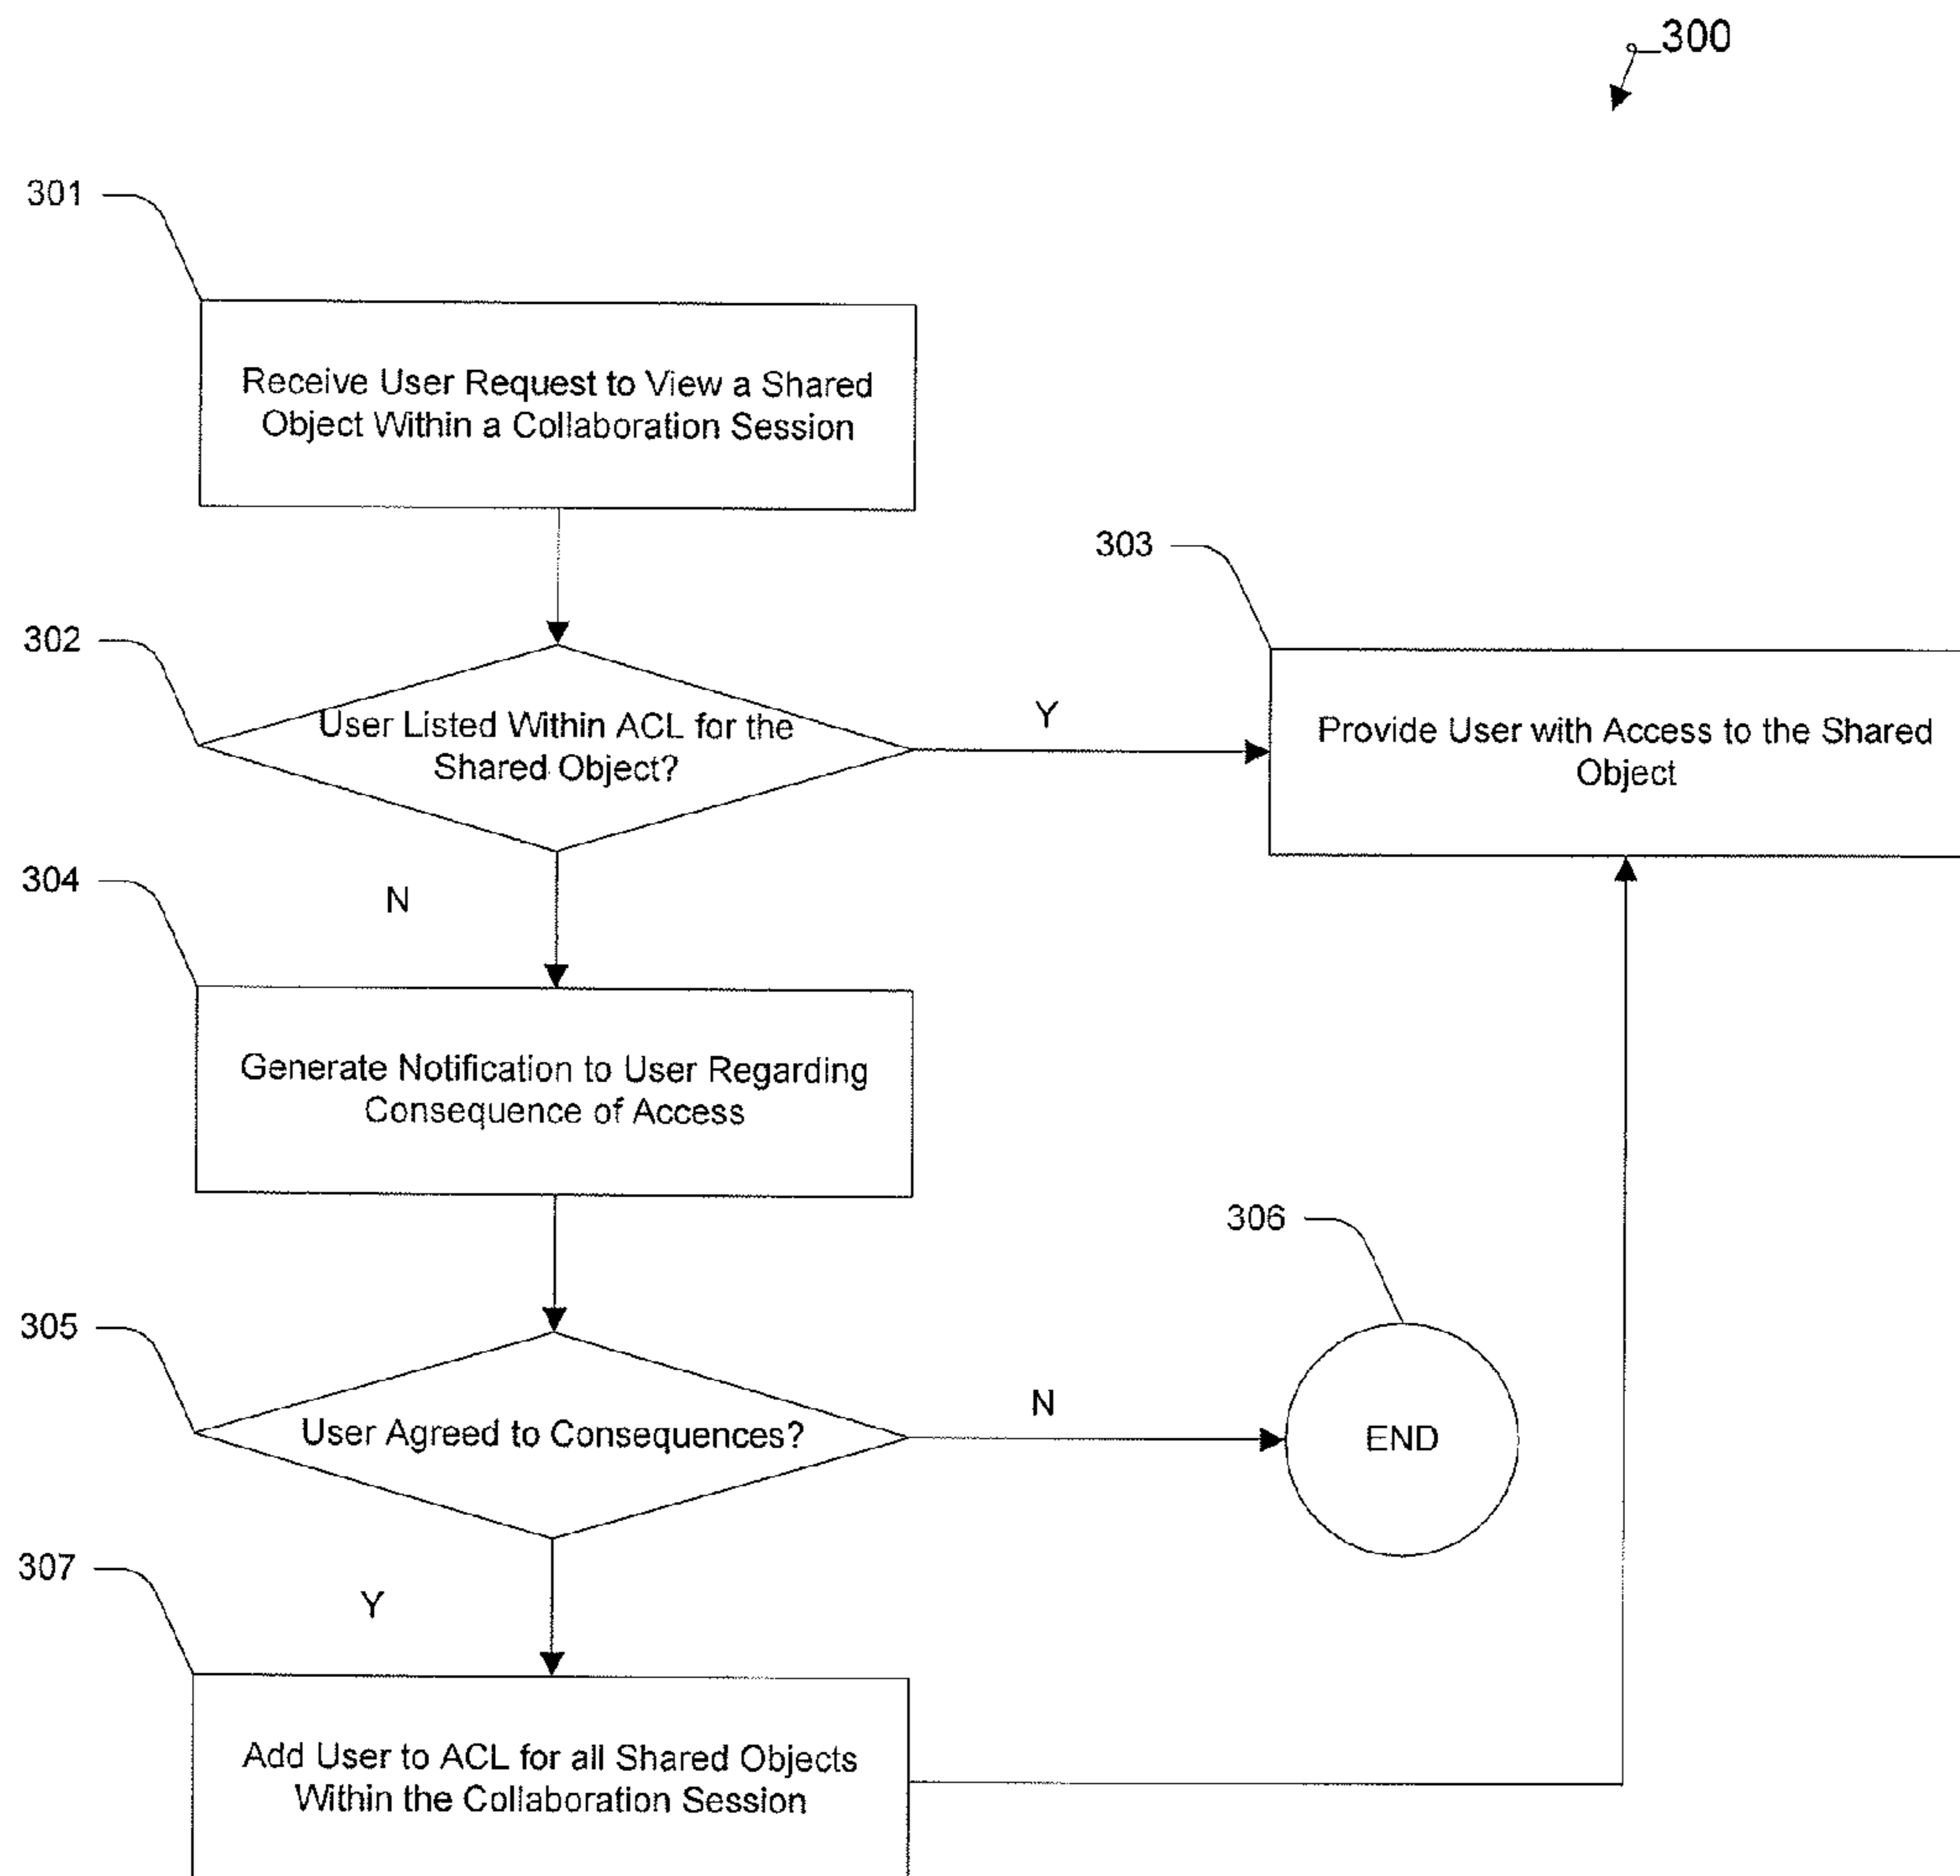 300
301
Receive User Request to View a Shared
Object Within a Collaboration Session
302
User Listed Within ACL for the
Shared Object?
Y
303
Provide User with Access to the Shared
Object
N
304
Generate Notification to User Regarding
Consequence of Access
305
User Agreed to Consequences?
N
306
END
Y
307
Add User to ACL for all Shared Objects
Within the Collaboration Session